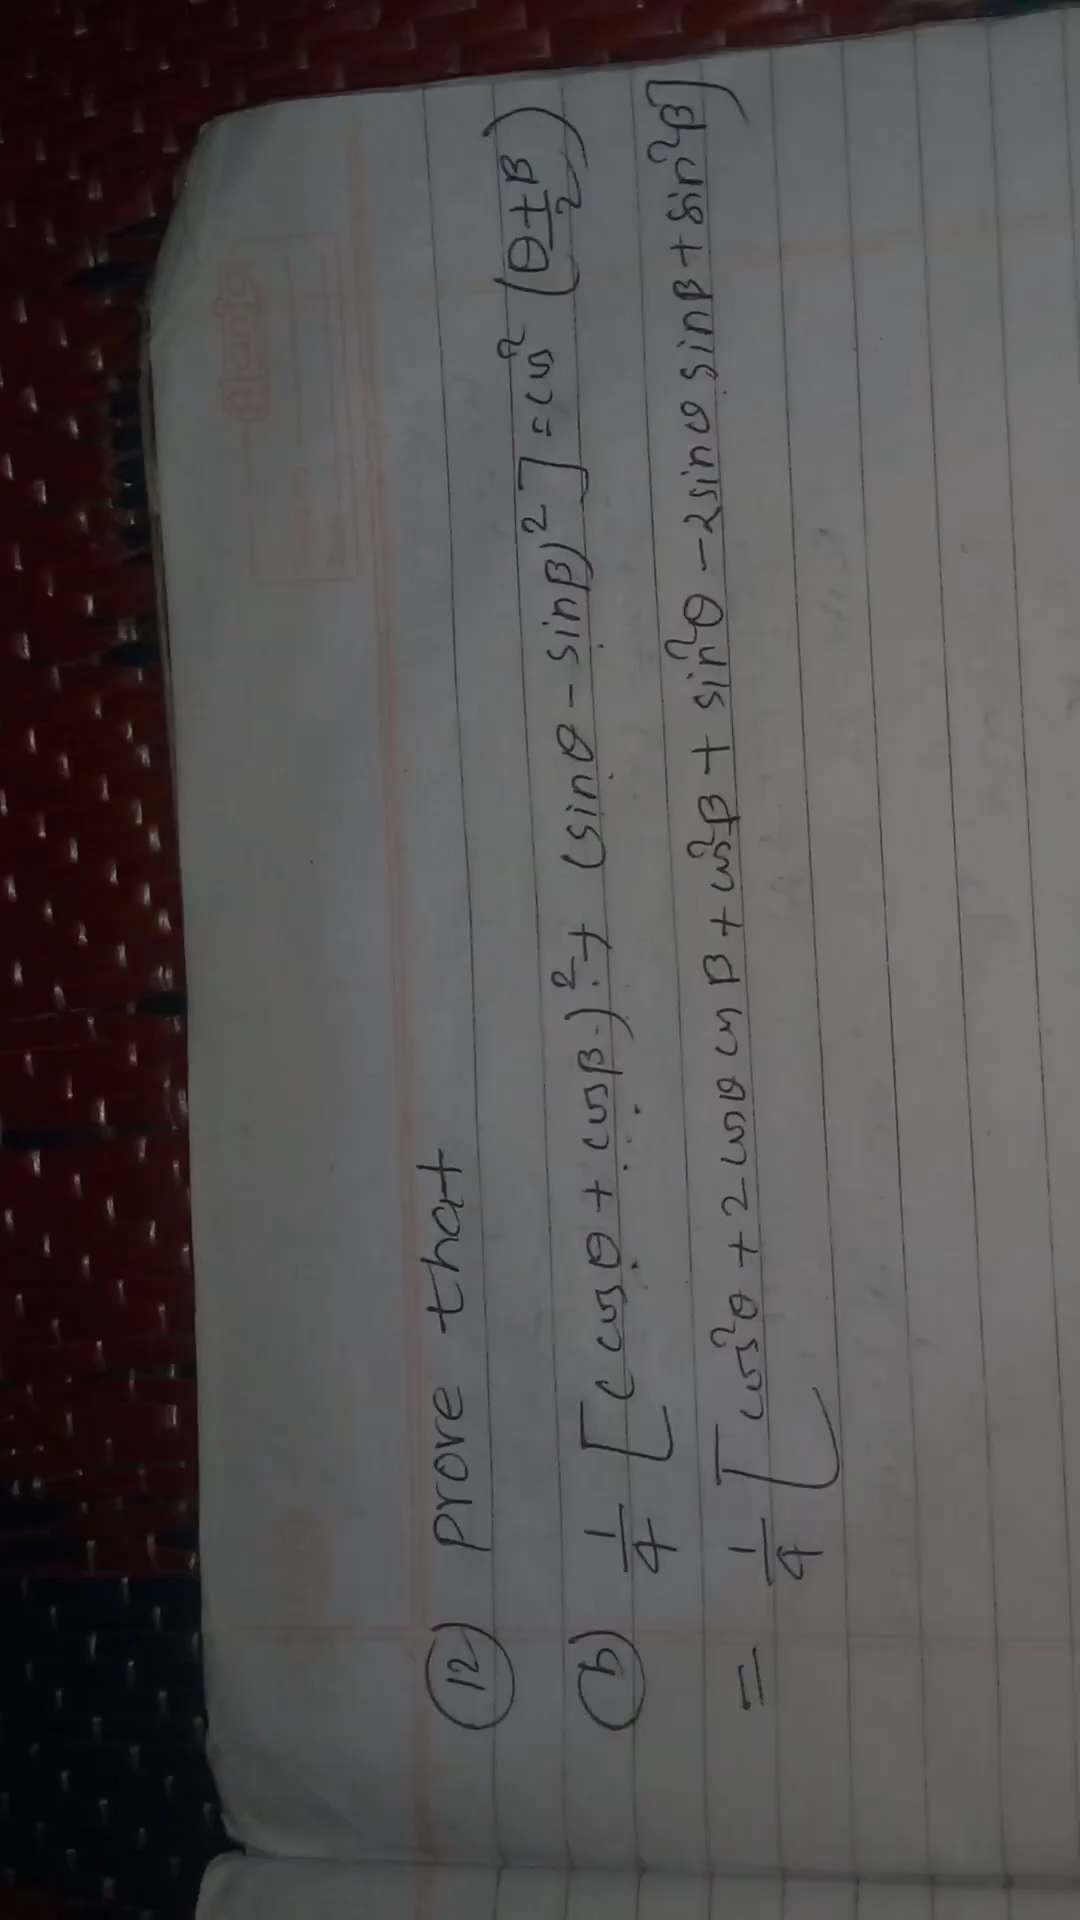 (12) prove that
(b) 1/4 [(cosθ + cosβ)² + (sinθ - sinβ)²] = cos² (θ+β/2)
= 1/4 [cos²θ + 2cosθ cosβ + cos²β + sin²θ - 2sinθ sinβ + sin²β]